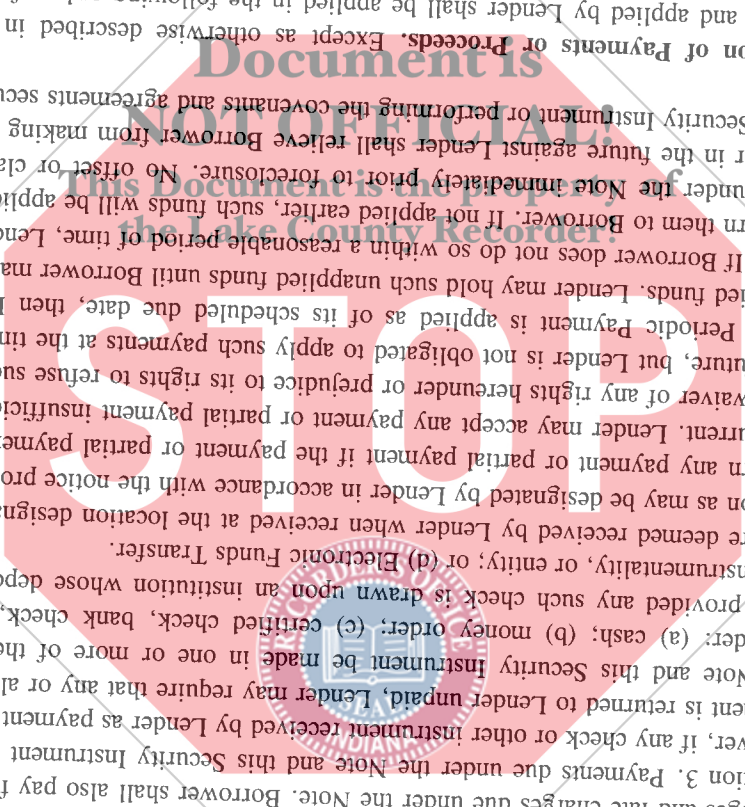 Document is
NOT OFFICIAL!
This Document is the property of
the Lake County Recorder!
STOP
RECORDER'S OFFICE
SEAL
INDIANA
due under the Note. Borrower shall also pay f
tion 3. Payments due under the Note and this Security Instrument
ver, if any check or other instrument received by Lender as payment
ent is returned to Lender unpaid, Lender may require that any or al
Note and this Security Instrument be made in one or more of the
der: (a) cash; (b) money order; (c) certified check, bank check,
provided any such check is drawn upon an institution whose depo
nstrumentality, or entity; or (d) Electronic Funds Transfer.
re deemed received by Lender when received at the location designa
on as may be designated by Lender in accordance with the notice pro
rn any payment or partial payment if the payment or partial payme
urrent. Lender may accept any payment or partial payment insuffici
waiver of any rights hereunder or prejudice to its rights to refuse su
uture, but Lender is not obligated to apply such payments at the tim
Periodic Payment is applied as of its scheduled due date, then
ied funds. Lender may hold such unapplied funds until Borrower ma
If Borrower does not do so within a reasonable period of time, Lend
rn them to Borrower. If not applied earlier, such funds will be applied
under the Note immediately prior to foreclosure. No offset or cla
r in the future against Lender shall relieve Borrower from making
Security Instrument or performing the covenants and agreements secu
on of Payments or Proceeds. Except as otherwise described in
and applied by Lender shall be applied in the following